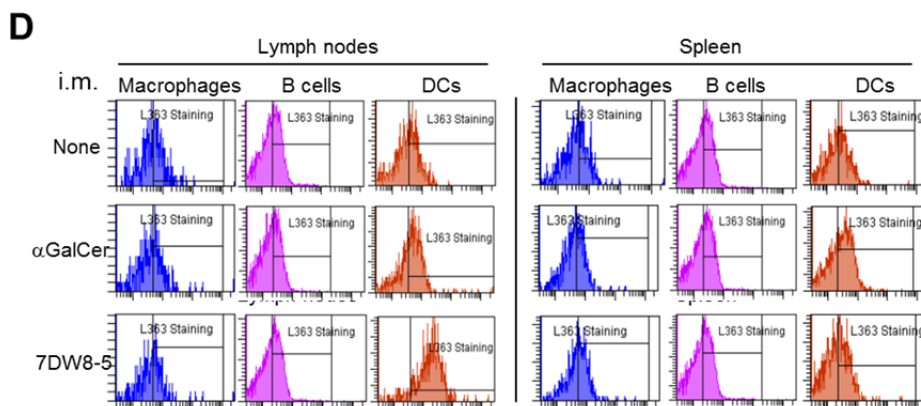 D
Lymph nodes Spleen
i.m. Macrophages B cells DCs Macrophages B cells DCs
None L363 Staining L363 Staining L363 Staining L363 Staining L363 Staining L363 Staining
αGalCer L363 Staining L363 Staining L363 Staining L363 Staining L363 Staining L363 Staining
7DW8-5 L363 Staining L363 Staining L363 Staining L363 Staining L363 Staining L363 Staining